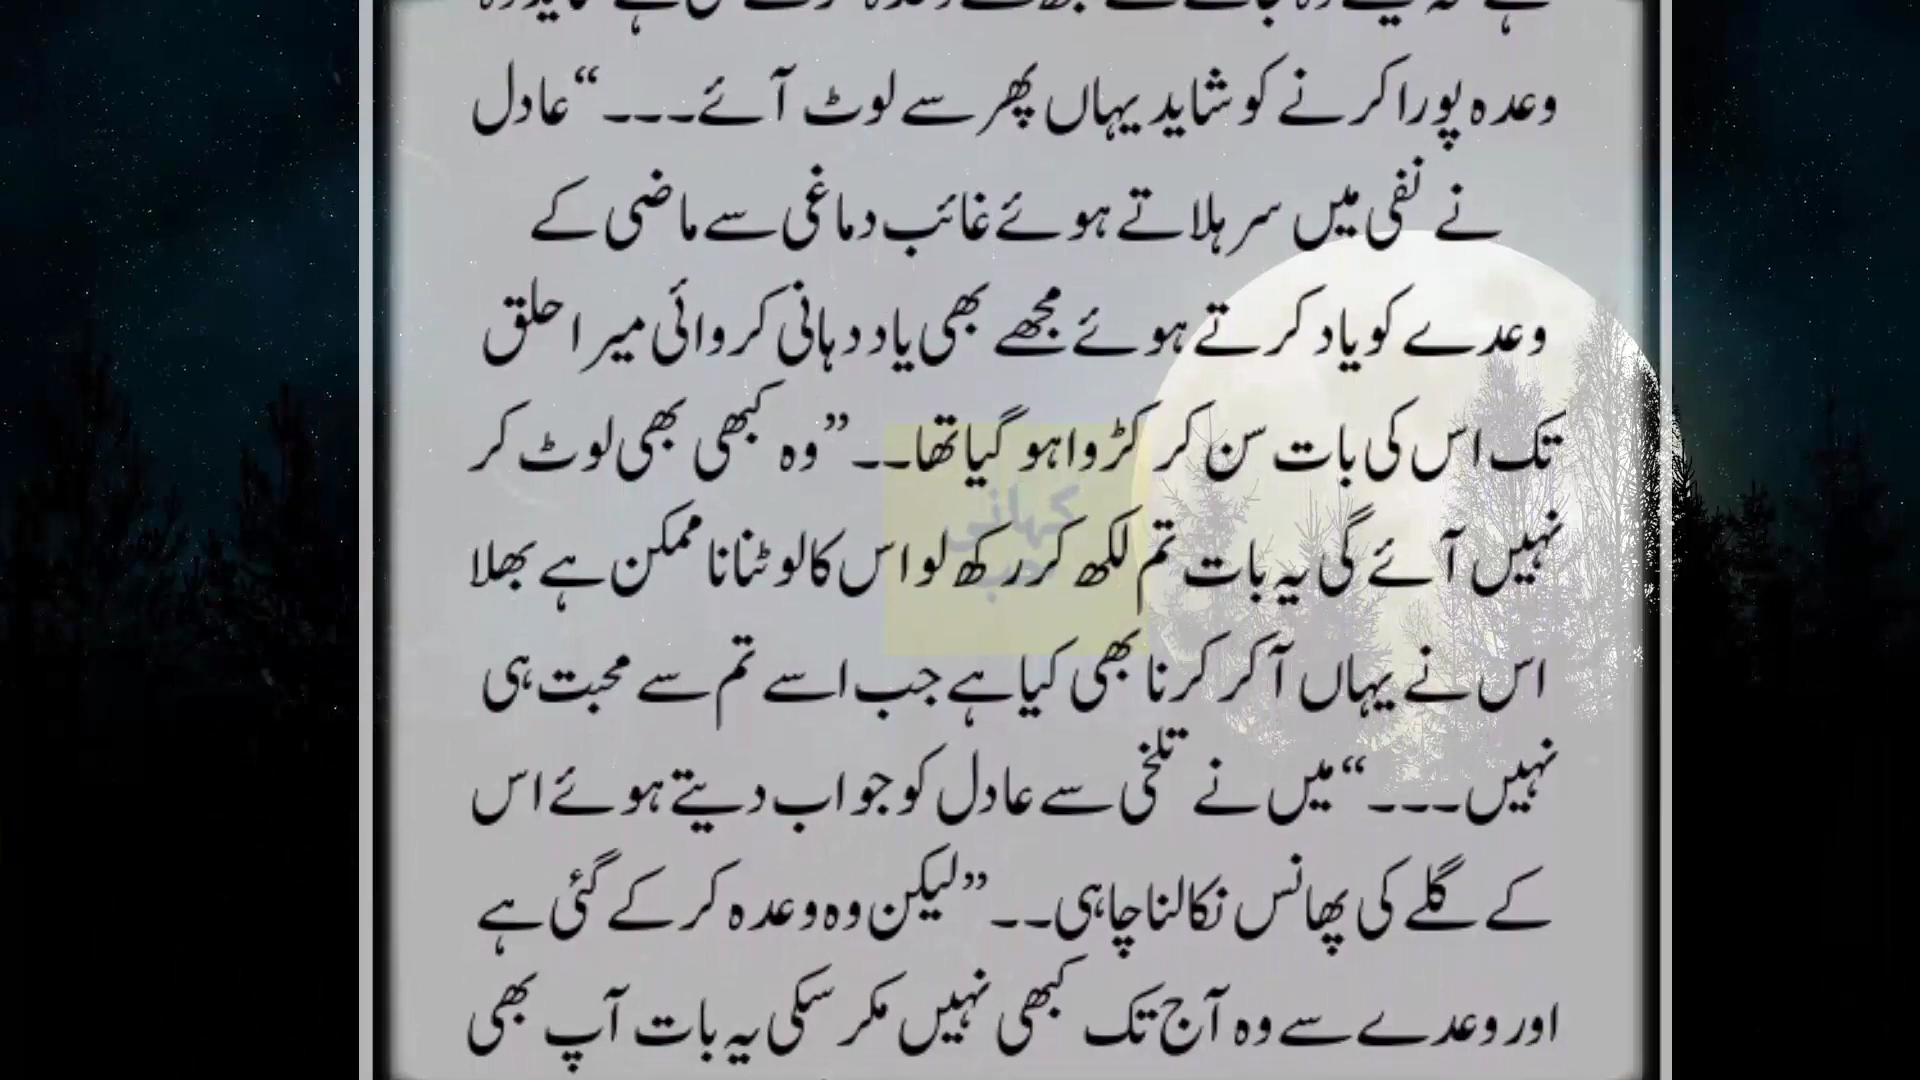 وعدہ پورا کرنے کو شاید یہاں پھر سے لوٹ آئے۔۔۔“ عادل
نے نفی میں سر ہلاتے ہوئے غائب دماغی سے ماضی کے
وعدے کو یاد کرتے ہوئے مجھے بھی یاد دہانی کروائی میرا حلق
تک اس کی بات سن کر کڑوا ہو گیا تھا۔۔ ”وہ کبھی بھی لوٹ کر
نہیں آئے گی یہ بات تم لکھ کر رکھ لو اس کا لوٹنا نا ممکن ہے بھلا
اس نے یہاں آ کر کرنا بھی کیا ہے جب اسے تم سے محبت ہی
نہیں۔۔۔“ میں نے تلخی سے عادل کو جواب دیتے ہوئے اس
کے گلے کی پھانس نکالنا چاہی۔۔ ”لیکن وہ وعدہ کر کے گئی ہے
اور وعدے سے وہ آج تک کبھی نہیں مکر سکی یہ بات آپ بھی
کہانی